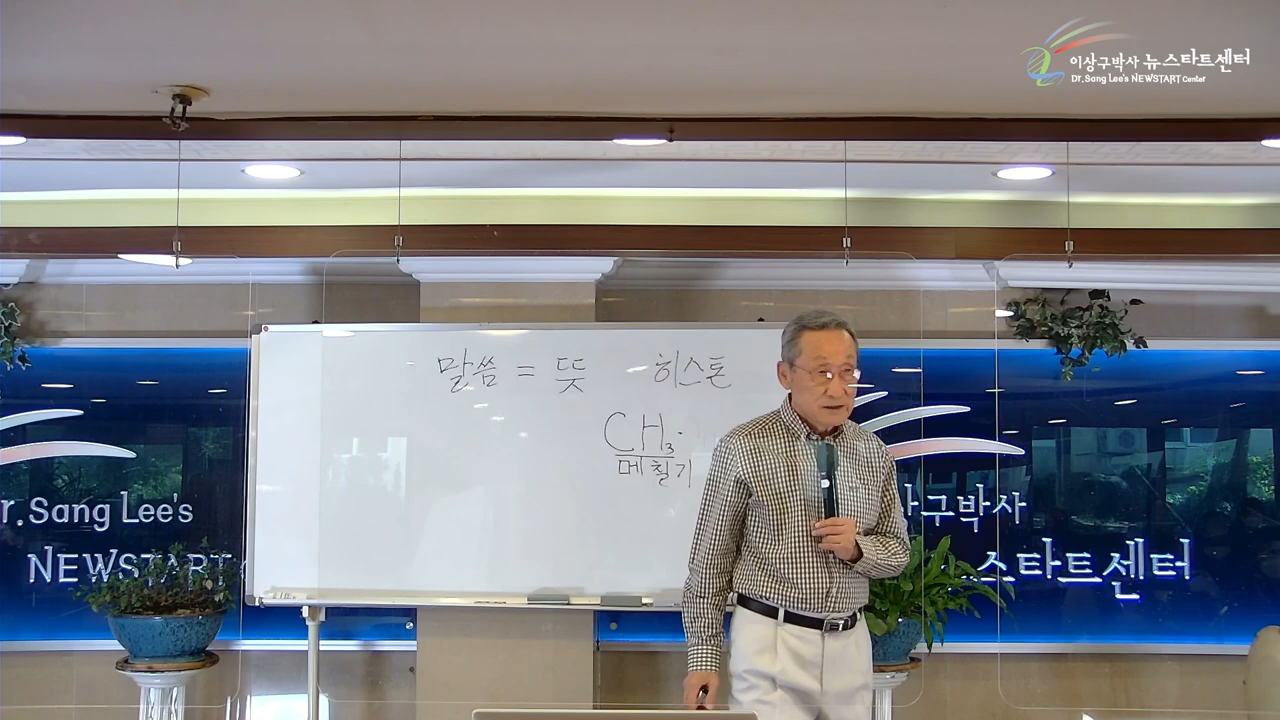 이상구박사 뉴스타트센터
Dr. Sang Lee's NEWSTART Center
말씀 = 뜻 히스톤
CH₃·
메칠기
r. Sang Lee's
NEWSTART
상구박사
스타트센터